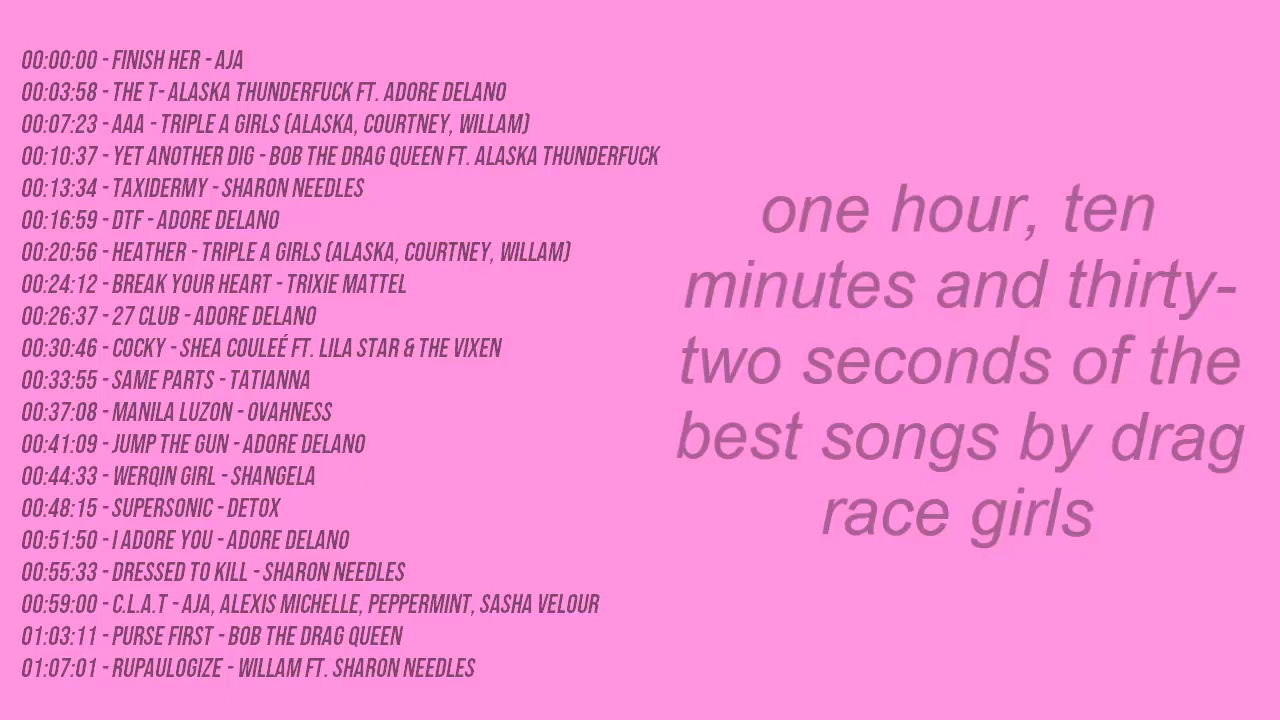 00:00:00 - FINISH HER - AJA
00:03:58 - THE T- ALASKA THUNDERFUCK FT. ADORE DELANO
00:07:23 - AAA - TRIPLE A GIRLS (ALASKA, COURTNEY, WILLAM)
00:10:37 - YET ANOTHER DIG - BOB THE DRAG QUEEN FT. ALASKA THUNDERFUCK
00:13:34 - TAXIDERMY - SHARON NEEDLES
00:16:59 - DTF - ADORE DELANO
00:20:56 - HEATHER - TRIPLE A GIRLS (ALASKA, COURTNEY, WILLAM)
00:24:12 - BREAK YOUR HEART - TRIXIE MATTEL
00:26:37 - 27 CLUB - ADORE DELANO
00:30:46 - COCKY - SHEA COULEÉ FT. LILA STAR & THE VIXEN
00:33:55 - SAME PARTS - TATIANNA
00:37:08 - MANILA LUZON - OVAHNESS
00:41:09 - JUMP THE GUN - ADORE DELANO
00:44:33 - WERQIN GIRL - SHANGELA
00:48:15 - SUPERSONIC - DETOX
00:51:50 - I ADORE YOU - ADORE DELANO
00:55:33 - DRESSED TO KILL - SHARON NEEDLES
00:59:00 - C.L.A.T - AJA, ALEXIS MICHELLE, PEPPERMINT, SASHA VELOUR
01:03:11 - PURSE FIRST - BOB THE DRAG QUEEN
01:07:01 - RUPAULOGIZE - WILLAM FT. SHARON NEEDLES
one hour, ten
minutes and thirty-
two seconds of the
best songs by drag
race girls